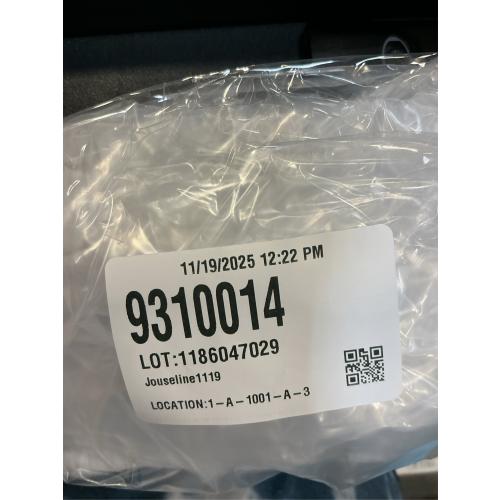 11/19/2025 12:22 PM
9310014
LOT:1186047029
Jouseline1119
LOCATION:1-A-1001-A-3